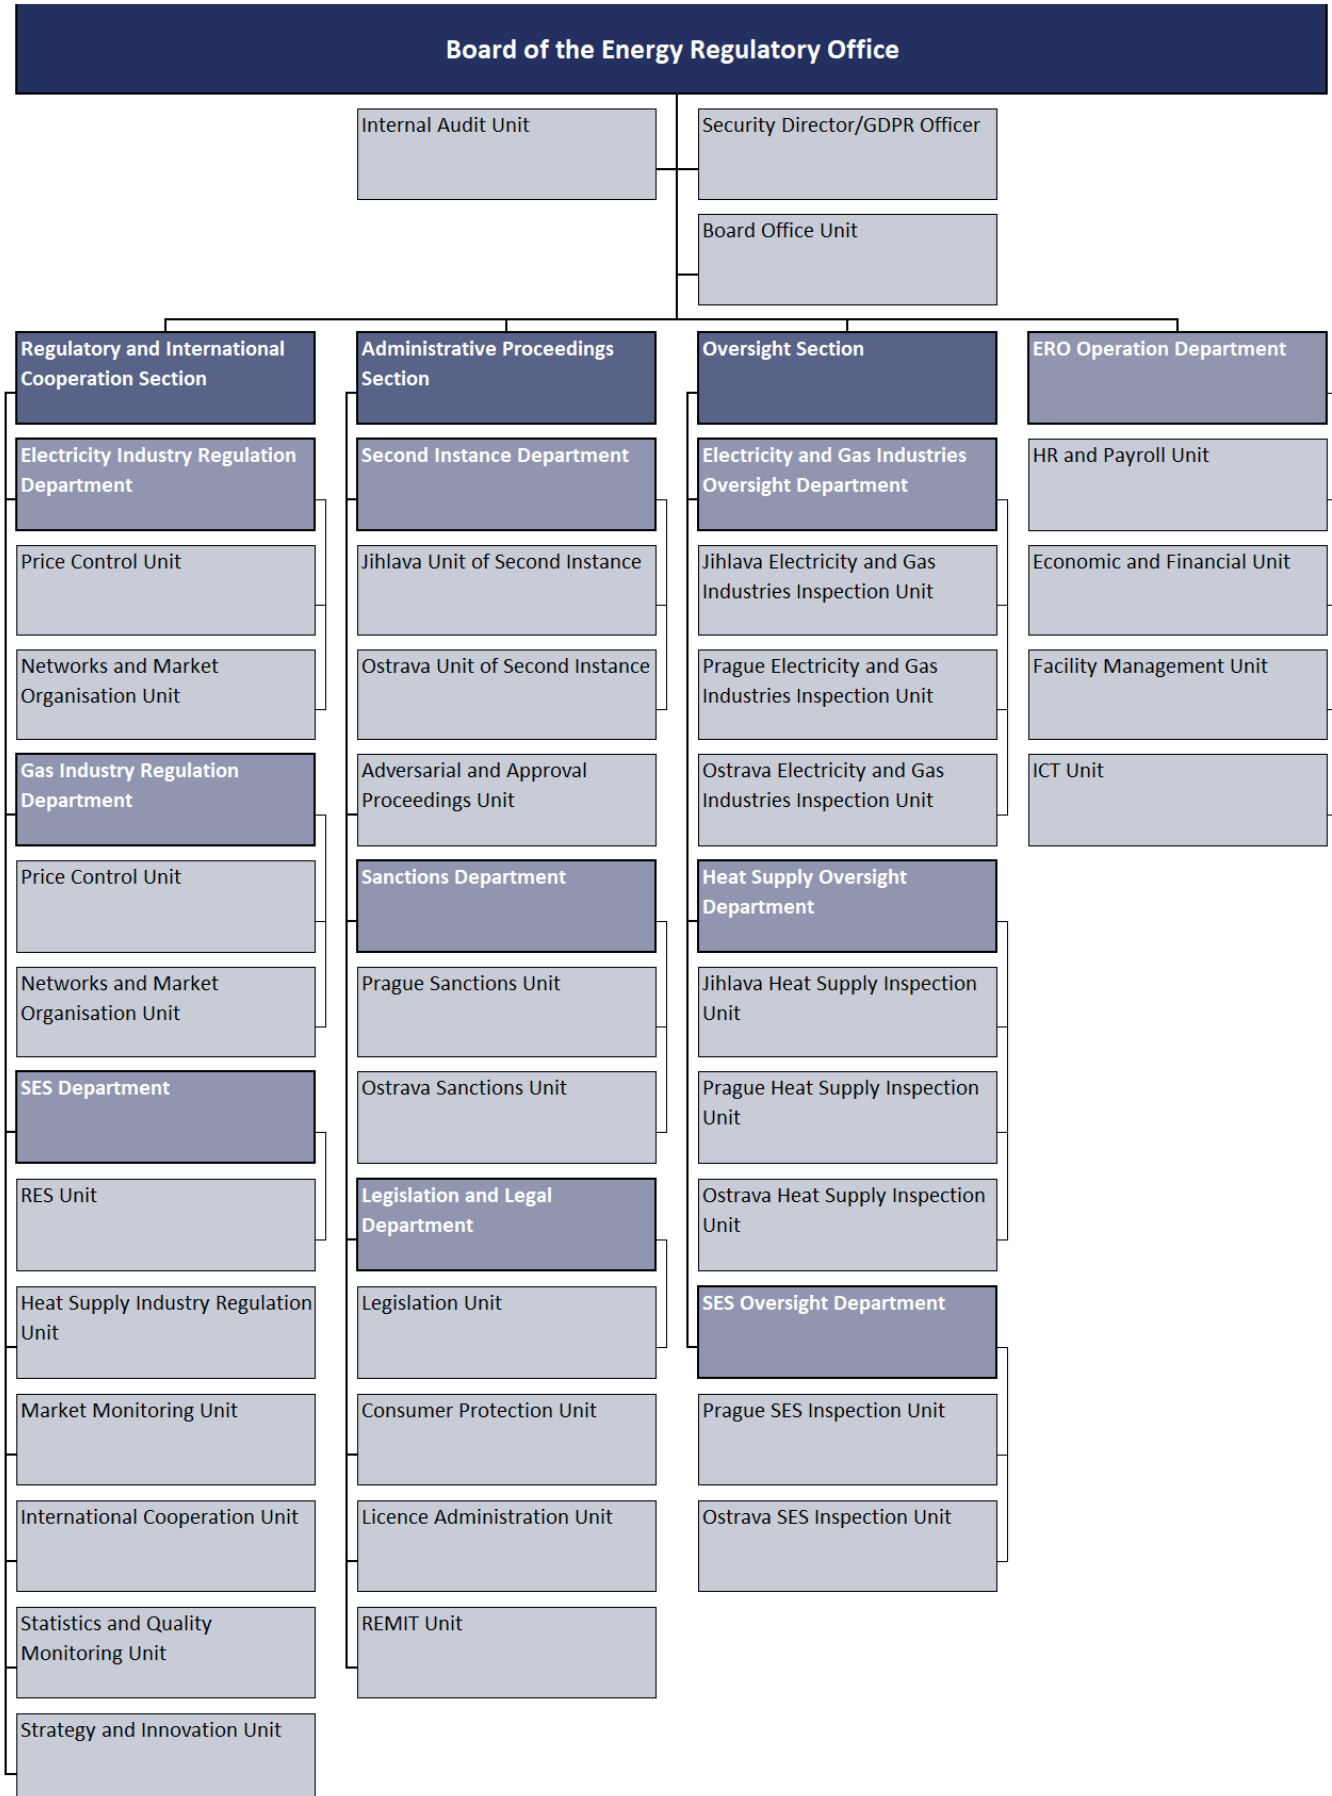 Board of the Energy Regulatory Office
Internal Audit Unit
Security Director/GDPR Officer
Board Office Unit
Regulatory and International
Cooperation Section
Electricity Industry Regulation
Department
Price Control Unit
Networks and Market
Organisation Unit
Gas Industry Regulation
Department
Price Control Unit
Networks and Market
Organisation Unit
SES Department
RES Unit
Heat Supply Industry Regulation
Unit
Market Monitoring Unit
International Cooperation Unit
Statistics and Quality
Monitoring Unit
Strategy and Innovation Unit
Administrative Proceedings
Section
Second Instance Department
Jihlava Unit of Second Instance
Ostrava Unit of Second Instance
Adversarial and Approval
Proceedings Unit
Sanctions Department
Prague Sanctions Unit
Ostrava Sanctions Unit
Legislation and Legal
Department
Legislation Unit
Consumer Protection Unit
Licence Administration Unit
REMIT Unit
Oversight Section
Electricity and Gas Industries
Oversight Department
Jihlava Electricity and Gas
Industries Inspection Unit
Prague Electricity and Gas
Industries Inspection Unit
Ostrava Electricity and Gas
Industries Inspection Unit
Heat Supply Oversight
Department
Jihlava Heat Supply Inspection
Unit
Prague Heat Supply Inspection
Unit
Ostrava Heat Supply Inspection
Unit
SES Oversight Department
Prague SES Inspection Unit
Ostrava SES Inspection Unit
ERO Operation Department
HR and Payroll Unit
Economic and Financial Unit
Facility Management Unit
ICT Unit